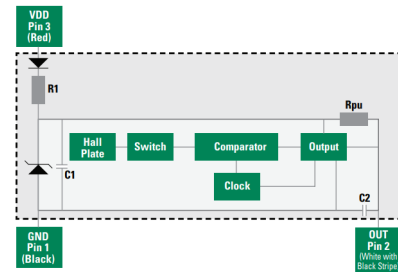 VDD
Pin 3
(Red)
R1
Rpu
Hall
Plate
Switch
Comparator
Output
C1
Clock
C2
GND
Pin 1
(Black)
OUT
Pin 2
(White with
Black Stripe)